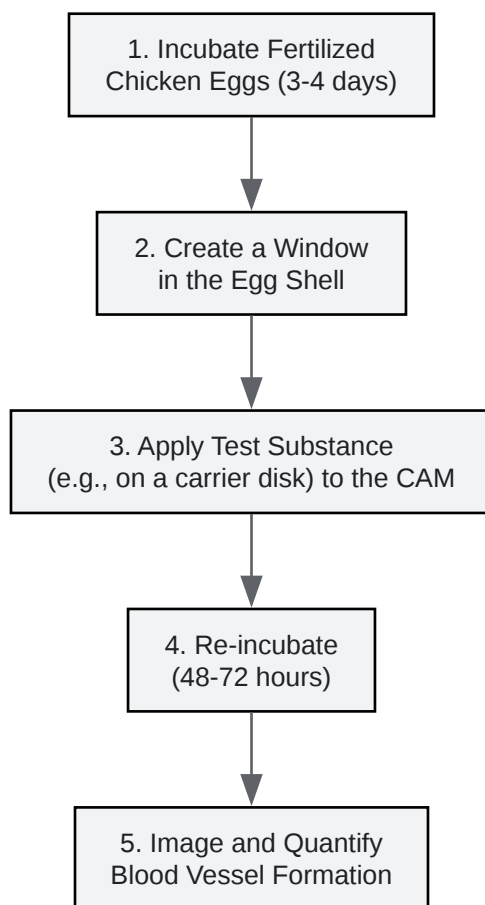 1. Incubate Fertilized
Chicken Eggs (3-4 days)
2. Create a Window
in the Egg Shell
3. Apply Test Substance
(e.g., on a carrier disk) to the CAM
4. Re-incubate
(48-72 hours)
5. Image and Quantify
Blood Vessel Formation